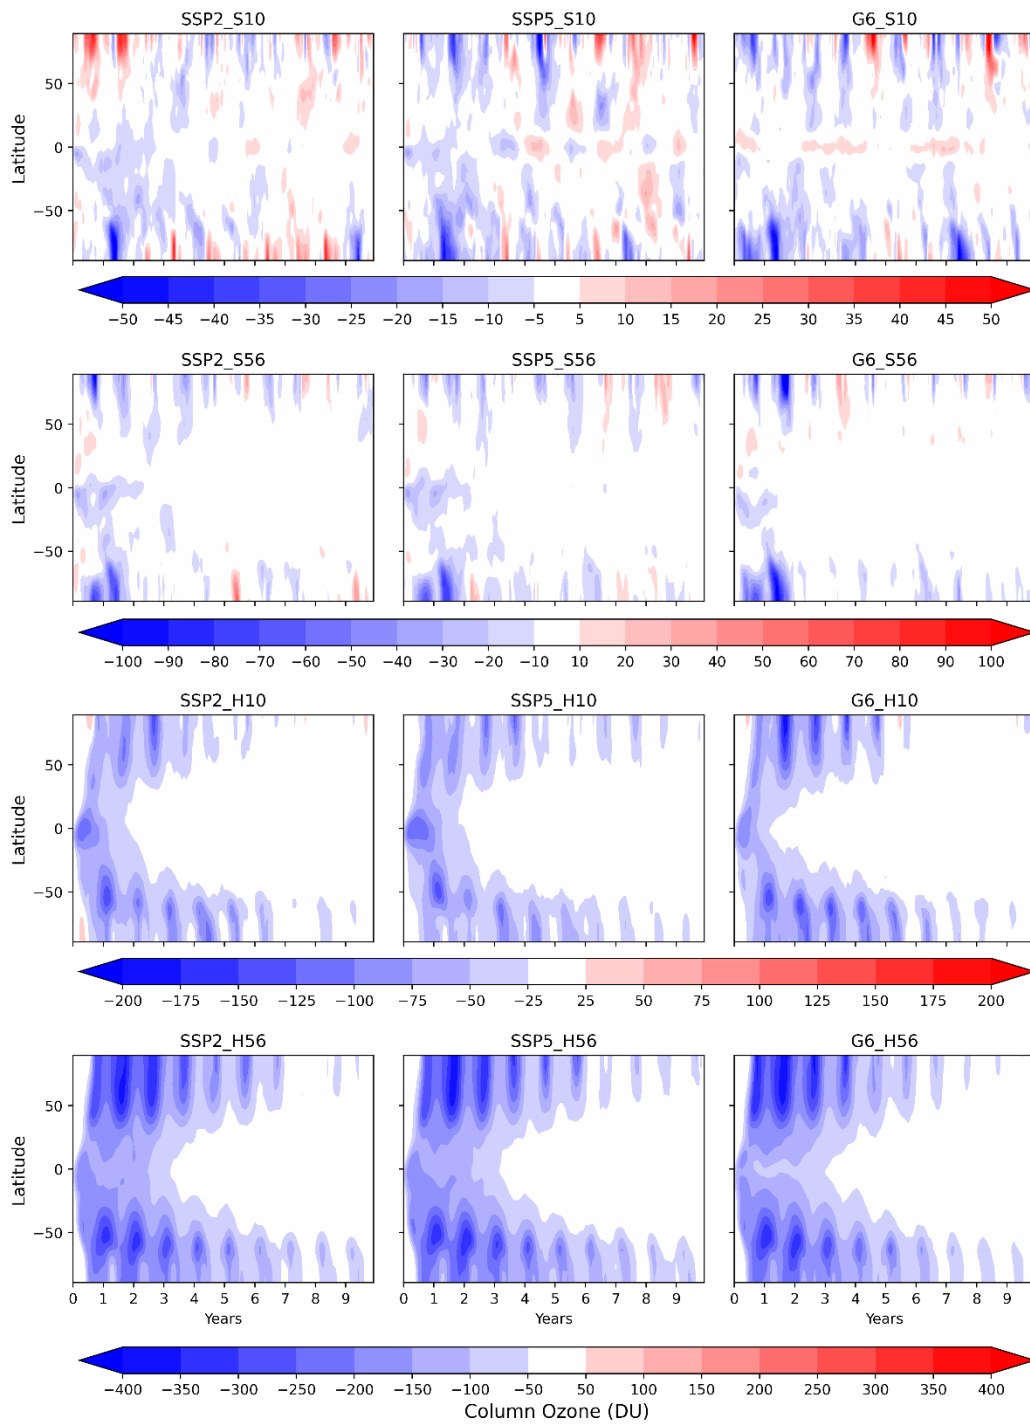 SSP2_S10 SSP5_S10 G6_S10
Latitude
50
0
−50
−50 −45 −40 −35 −30 −25 −20 −15 −10 −5 5 10 15 20 25 30 35 40 45 50
SSP2_S56 SSP5_S56 G6_S56
Latitude
50
0
−50
−100 −90 −80 −70 −60 −50 −40 −30 −20 −10 10 20 30 40 50 60 70 80 90 100
SSP2_H10 SSP5_H10 G6_H10
Latitude
50
0
−50
−200 −175 −150 −125 −100 −75 −50 −25 25 50 75 100 125 150 175 200
SSP2_H56 SSP5_H56 G6_H56
Latitude
50
0
−50
0 1 2 3 4 5 6 7 8 9 0 1 2 3 4 5 6 7 8 9 0 1 2 3 4 5 6 7 8 9
Years Years Years
−400 −350 −300 −250 −200 −150 −100 −50 50 100 150 200 250 300 350 400
Column Ozone (DU)